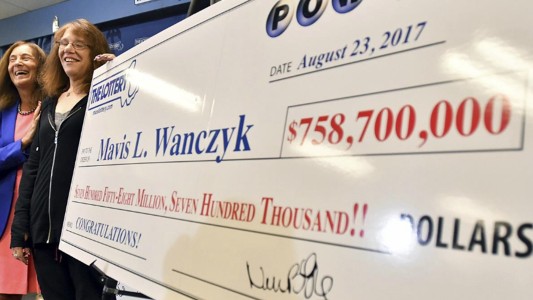 POW
DATE August 23, 2017
THE LOTTERY
Mavis L. Wanczyk
$758,700,000
SEVEN HUNDRED FIFTY-EIGHT MILLION, SEVEN HUNDRED THOUSAND!!
DOLLARS
CONGRATULATIONS!